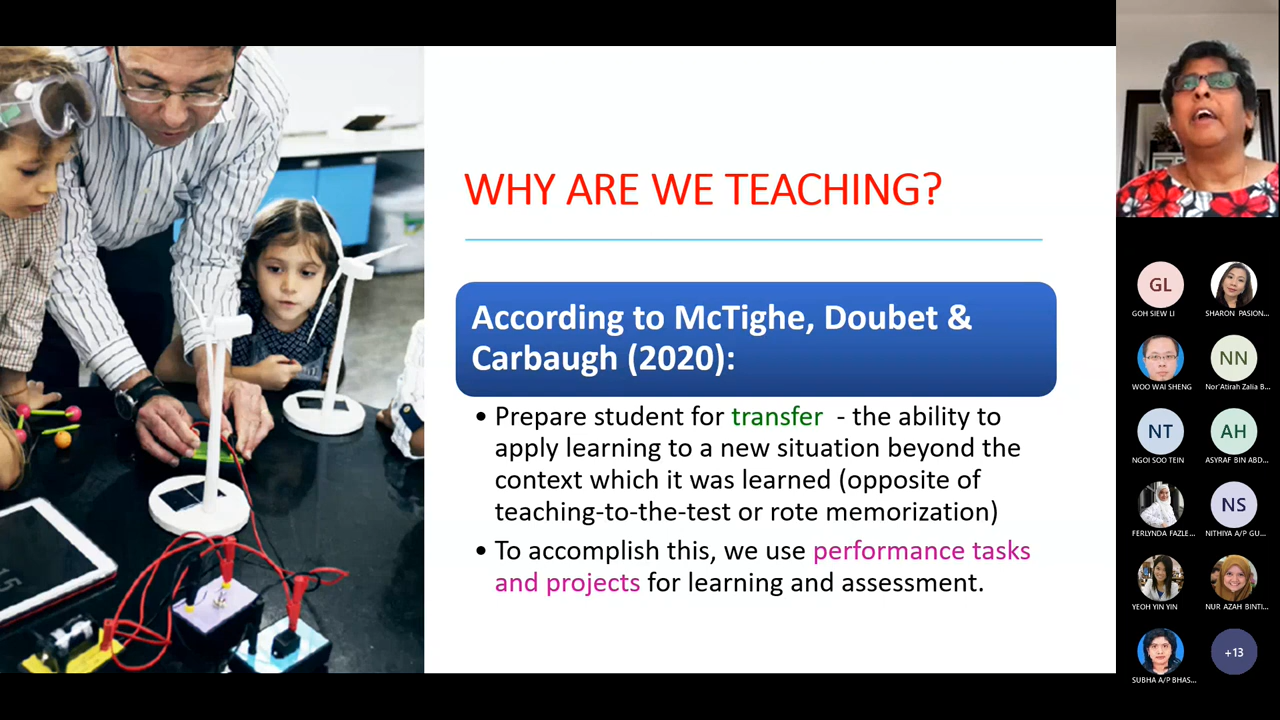 WHY ARE WE TEACHING?
According to McTighe, Doubet &
Carbaugh (2020):
• Prepare student for transfer - the ability to
apply learning to a new situation beyond the
context which it was learned (opposite of
teaching-to-the-test or rote memorization)
• To accomplish this, we use performance tasks
and projects for learning and assessment.
GL
GOH SIEW LI
SHARON PASION...
WOO WAI SHENG
NN
Nor'Atirah Zalia B...
NT
NGOI SOO TEIN
AH
ASYRAF BIN ABD...
FERLYNDA FAZLE...
NS
NITHIYA A/P GU...
YEOH YIN YIN
NUR AZAH BINTI...
SUBHA A/P BHAS...
+13